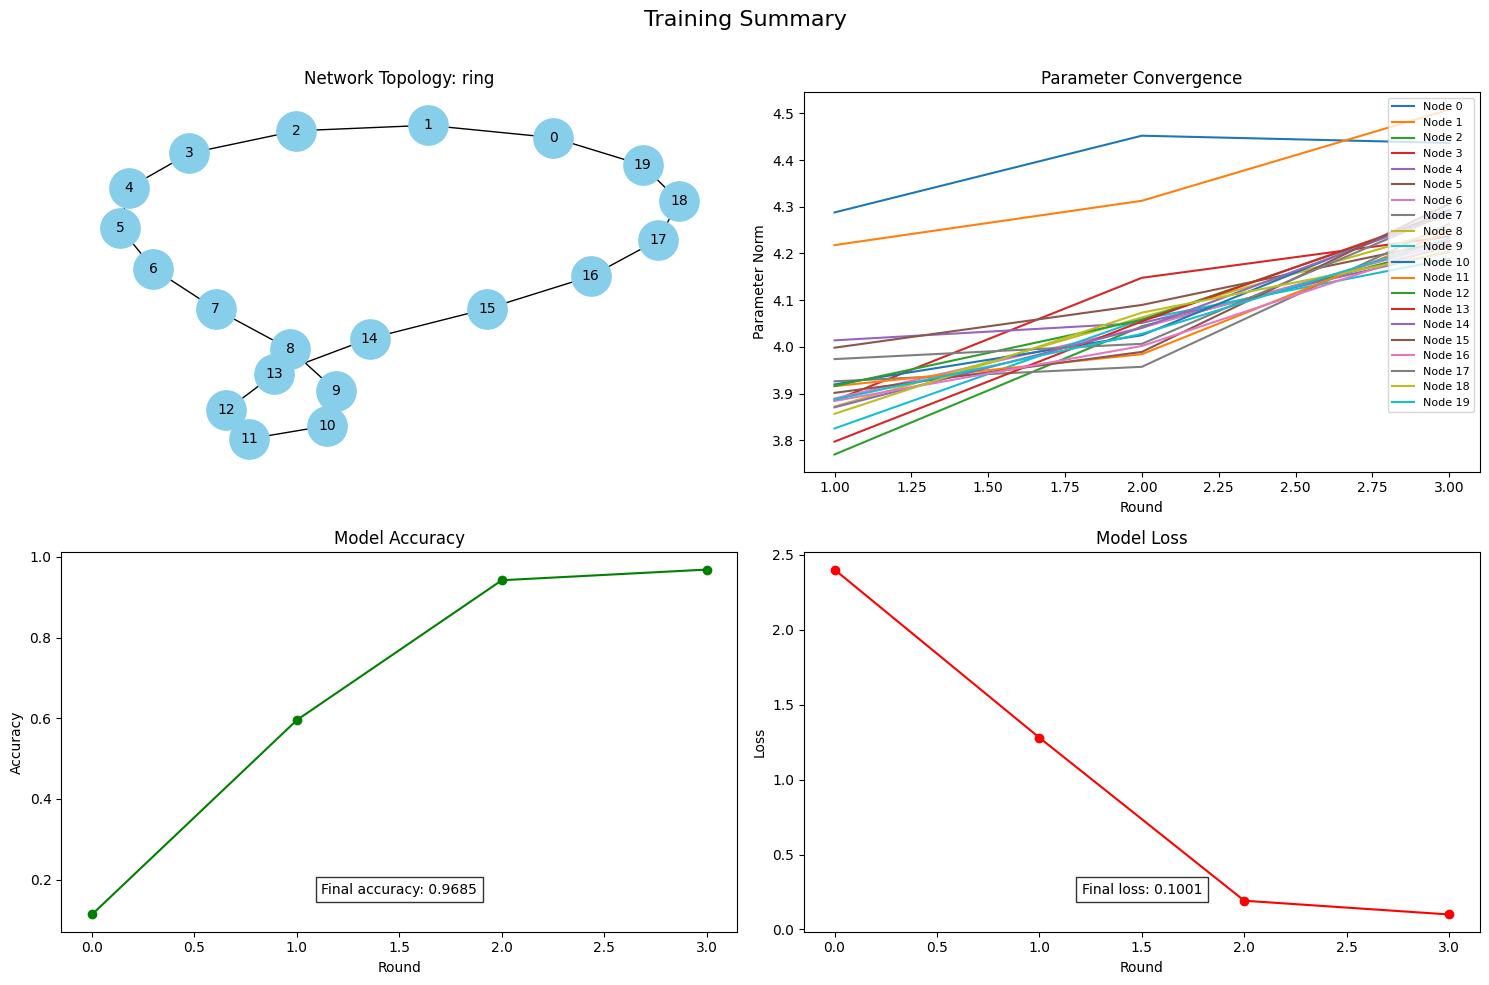 Training Summary
Network Topology: ring
2
1
0
3
19
4
18
5
17
6
16
7
15
14
8
13
9
12
10
11
Parameter Convergence
Parameter Norm
4.5
4.4
4.3
4.2
4.1
4.0
3.9
3.8
Node 0
Node 1
Node 2
Node 3
Node 4
Node 5
Node 6
Node 7
Node 8
Node 9
Node 10
Node 11
Node 12
Node 13
Node 14
Node 15
Node 16
Node 17
Node 18
Node 19
1.00 1.25 1.50 1.75 2.00 2.25 2.50 2.75 3.00
Round
Model Accuracy
Accuracy
1.0
0.8
0.6
0.4
0.2
Final accuracy: 0.9685
0.0 0.5 1.0 1.5 2.0 2.5 3.0
Round
Model Loss
Loss
2.5
2.0
1.5
1.0
0.5
0.0
Final loss: 0.1001
0.0 0.5 1.0 1.5 2.0 2.5 3.0
Round